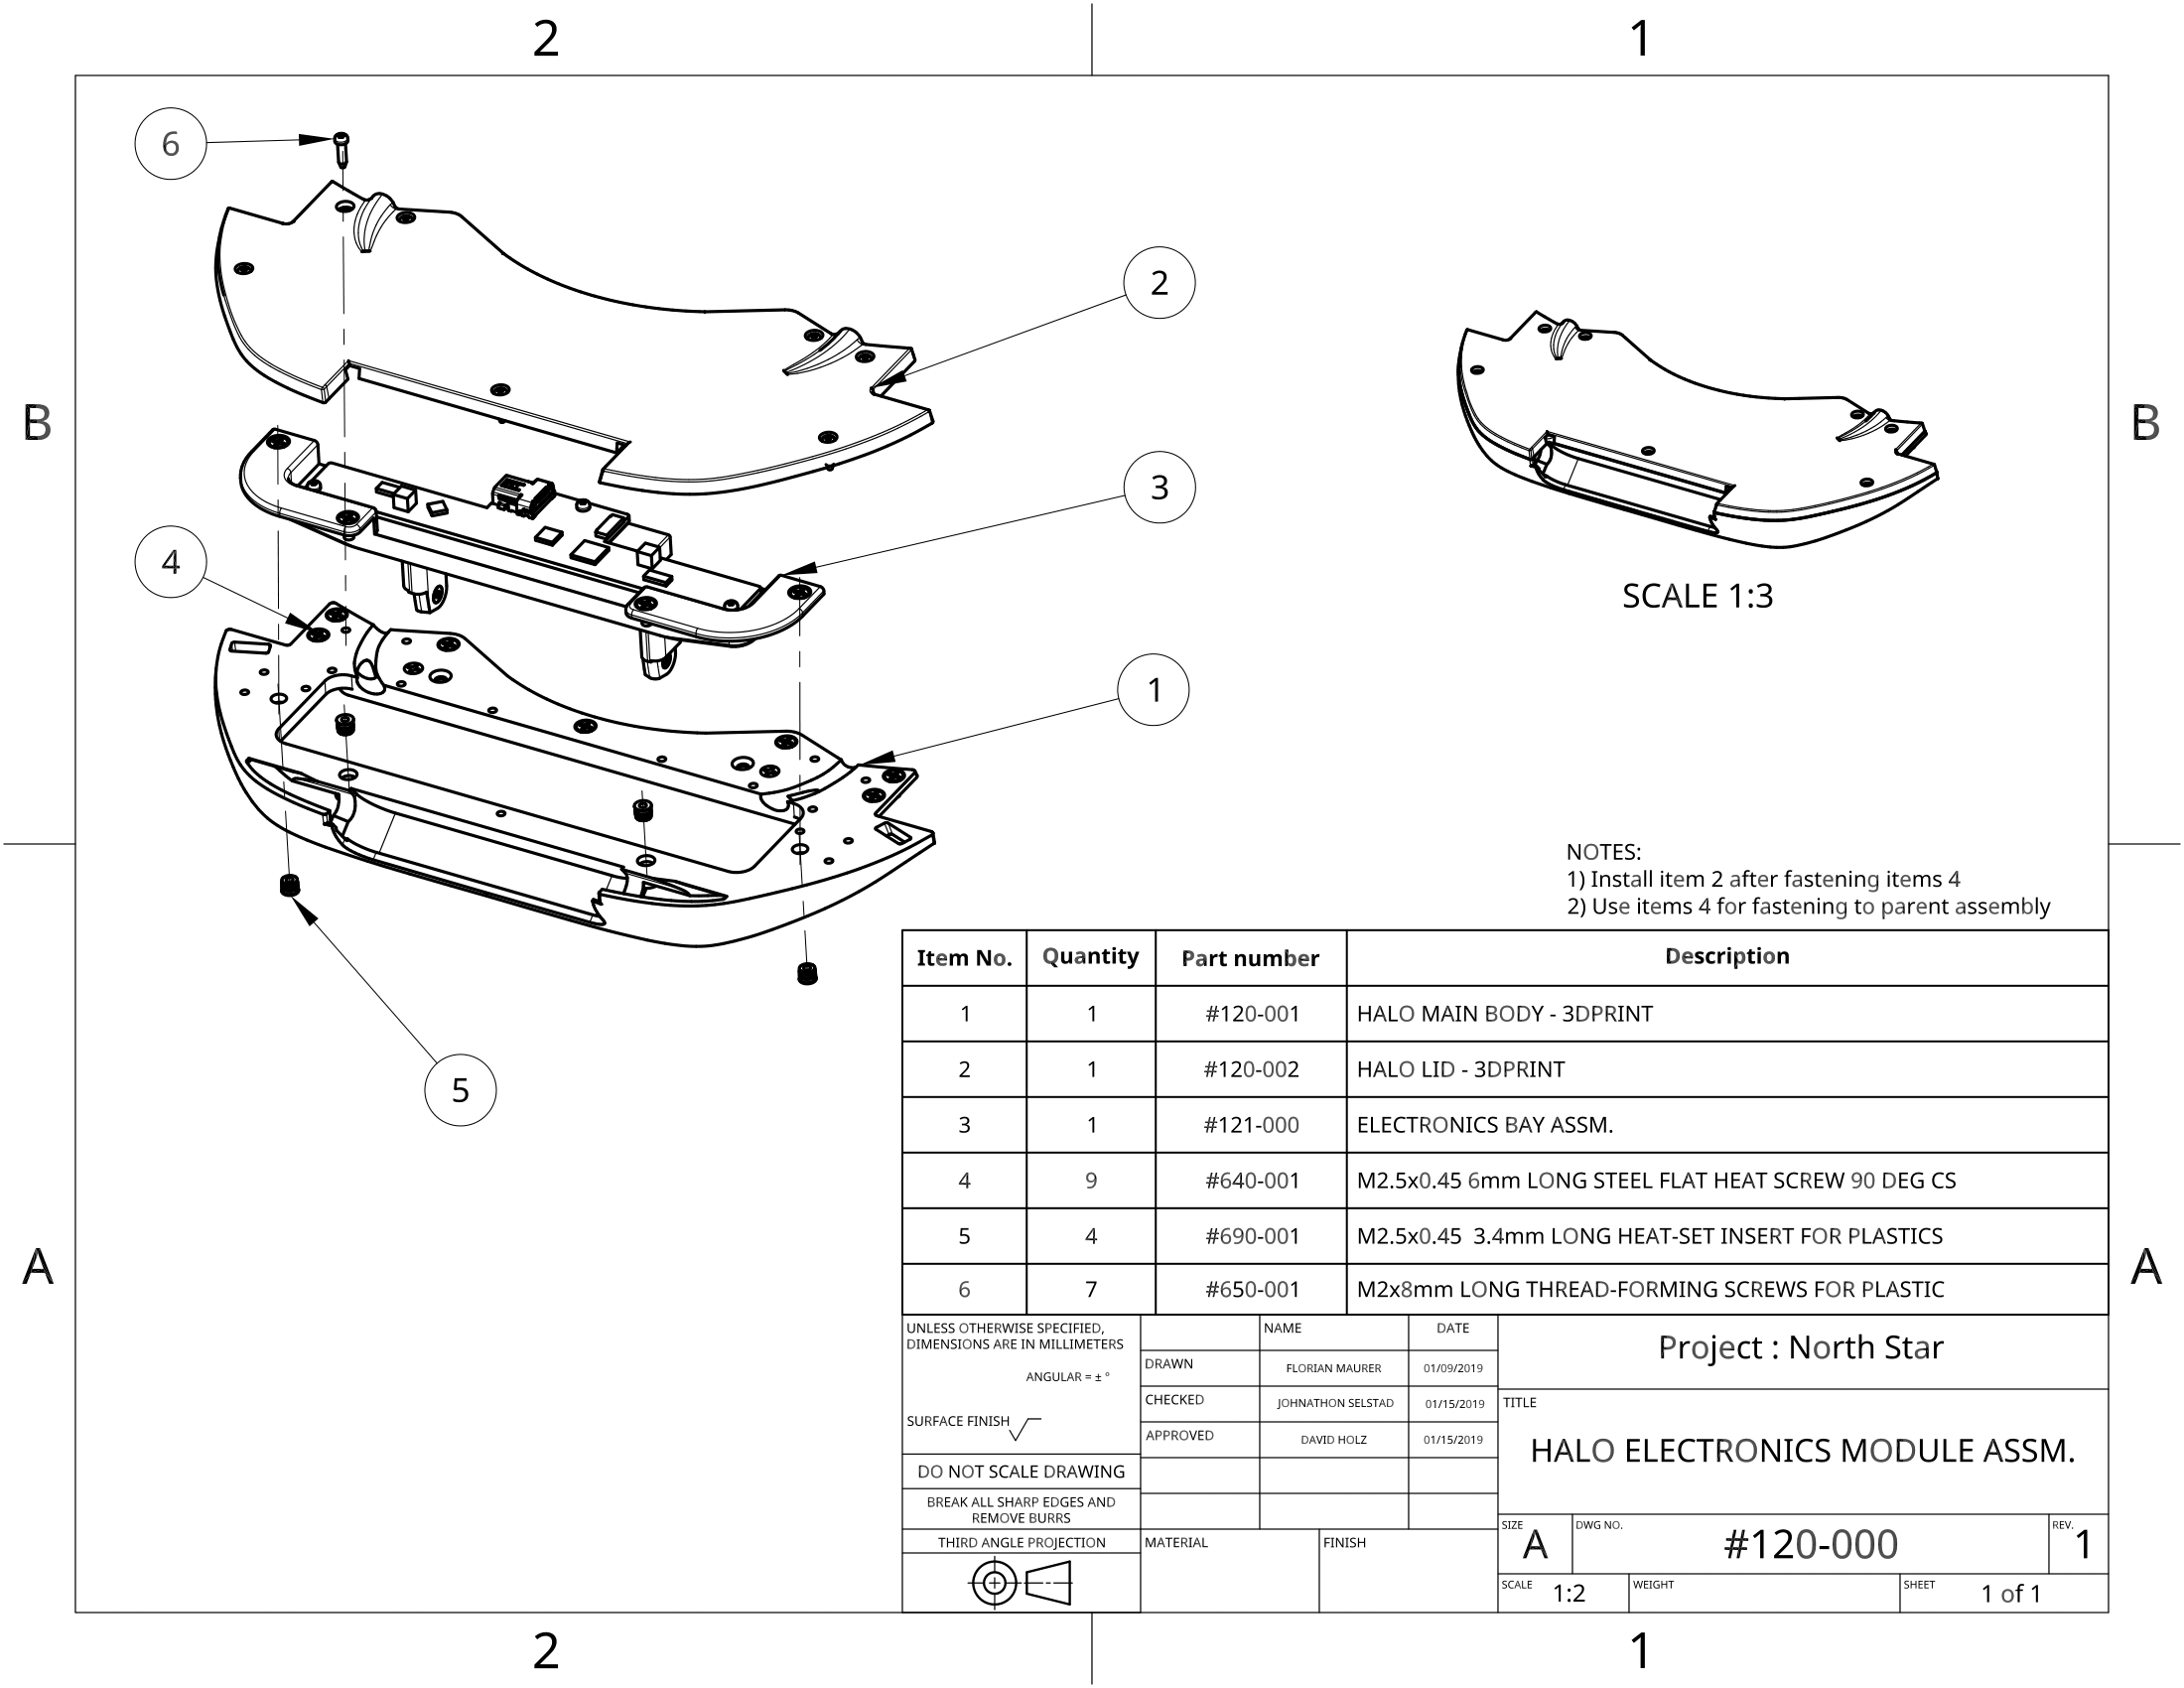 2 1
6
2
B B
3
4
SCALE 1:3
1
NOTES:
1) Install item 2 after fastening items 4
2) Use items 4 for fastening to parent assembly
5
Item No. Quantity Part number Description
1 1 #120-001 HALO MAIN BODY - 3DPRINT
2 1 #120-002 HALO LID - 3DPRINT
3 1 #121-000 ELECTRONICS BAY ASSM.
4 9 #640-001 M2.5x0.45 6mm LONG STEEL FLAT HEAT SCREW 90 DEG CS
5 4 #690-001 M2.5x0.45  3.4mm LONG HEAT-SET INSERT FOR PLASTICS
6 7 #650-001 M2x8mm LONG THREAD-FORMING SCREWS FOR PLASTIC
A A
UNLESS OTHERWISE SPECIFIED,
DIMENSIONS ARE IN MILLIMETERS
ANGULAR = ± °
SURFACE FINISH
DO NOT SCALE DRAWING
BREAK ALL SHARP EDGES AND
REMOVE BURRS
THIRD ANGLE PROJECTION
NAME DATE
DRAWN FLORIAN MAURER 01/09/2019
CHECKED JOHNATHON SELSTAD 01/15/2019
APPROVED DAVID HOLZ 01/15/2019
MATERIAL FINISH
Project : North Star
TITLE
HALO ELECTRONICS MODULE ASSM.
SIZE A DWG NO. #120-000 REV. 1
SCALE 1:2 WEIGHT SHEET 1 of 1
2 1